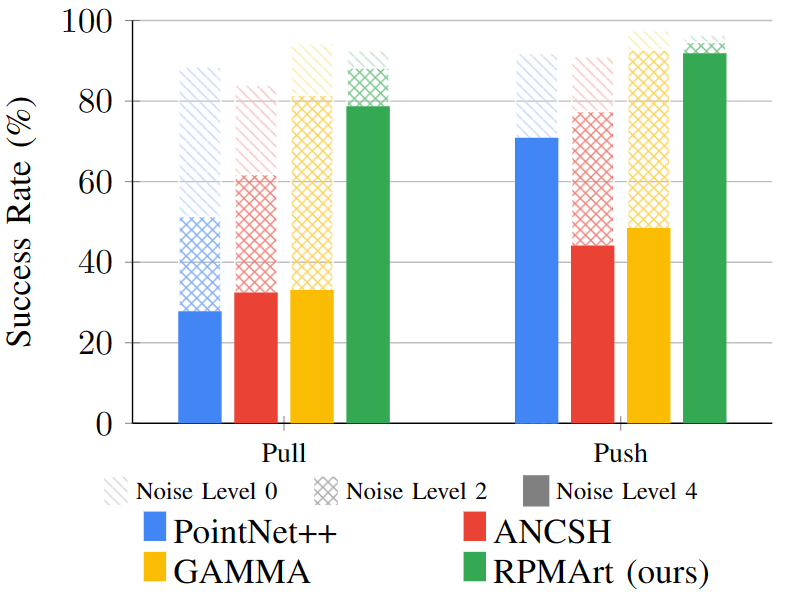 Success Rate (%)
100
80
60
40
20
0
Pull Push
Noise Level 0 Noise Level 2 Noise Level 4
PointNet++ ANCSH
GAMMA RPMArt (ours)